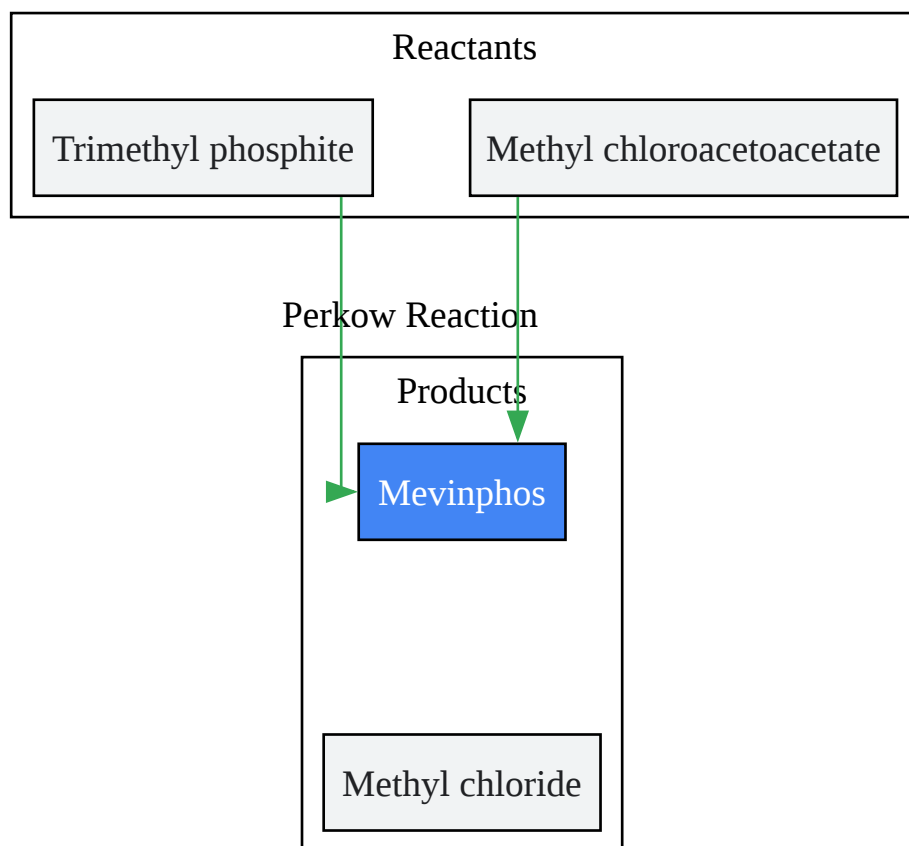 Reactants
Trimethyl phosphite
Methyl chloroacetoacetate
Perkow Reaction
Products
Mevinphos
Methyl chloride